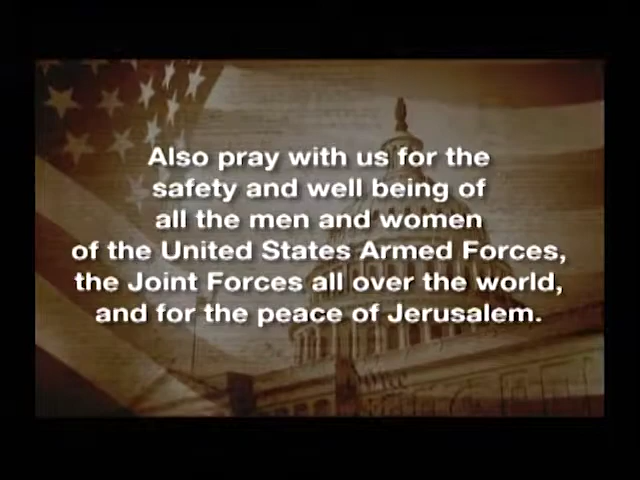 Also pray with us for the
safety and well being of
all the men and women
of the United States Armed Forces,
the Joint Forces all over the world,
and for the peace of Jerusalem.